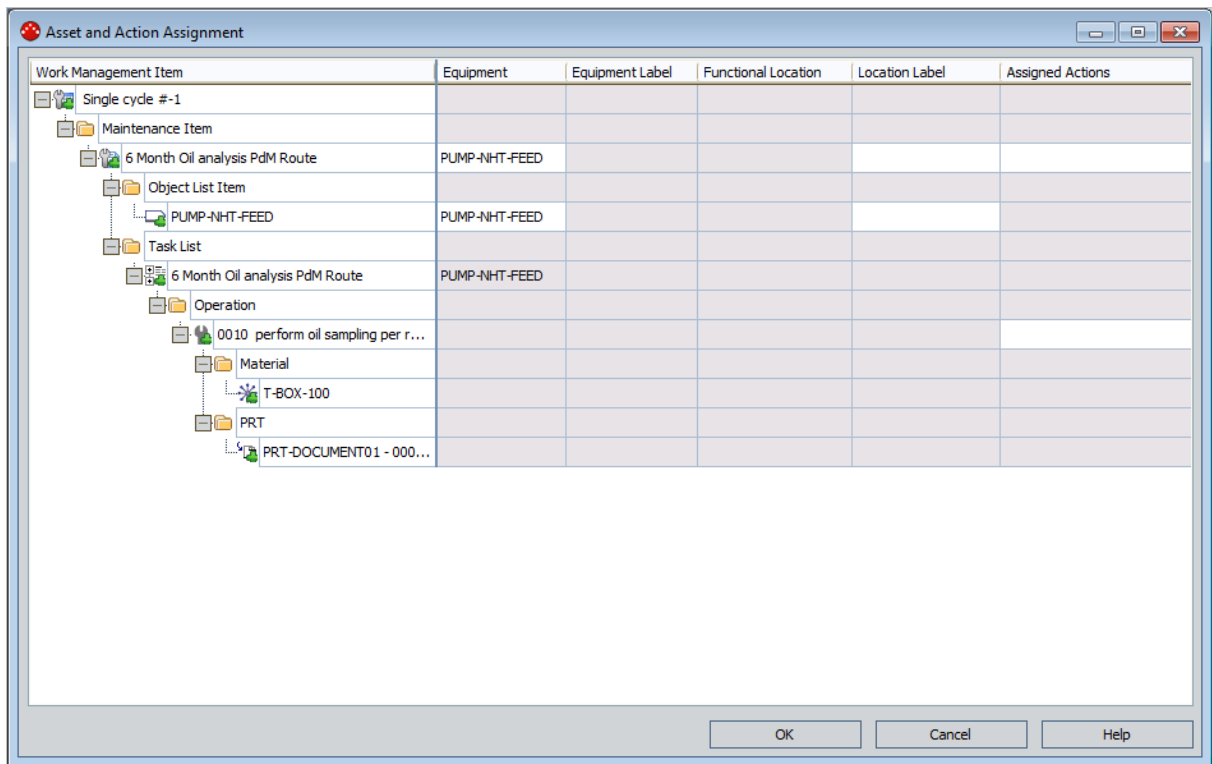 Asset and Action Assignment
Work Management Item Equipment Equipment Label Functional Location Location Label Assigned Actions
Single cycle #-1
Maintenance Item
6 Month Oil analysis PdM Route PUMP-NHT-FEED
Object List Item
PUMP-NHT-FEED PUMP-NHT-FEED
Task List
6 Month Oil analysis PdM Route PUMP-NHT-FEED
Operation
0010 perform oil sampling per r...
Material
T-BOX-100
PRT
PRT-DOCUMENT01 - 000...
OK Cancel Help